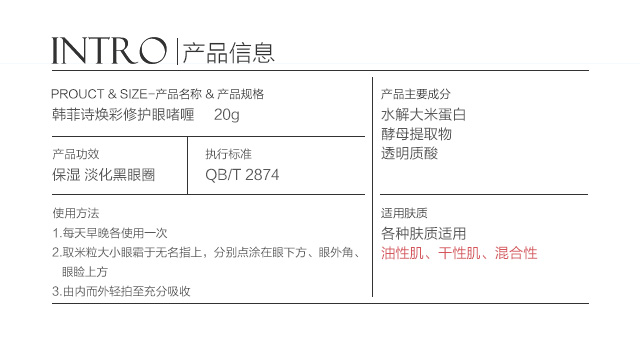 INTRO 产品信息
PROUCT & SIZE-产品名称 & 产品规格
韩菲诗焕彩修护眼啫喱 20g
产品功效
保湿 淡化黑眼圈
执行标准
QB/T 2874
使用方法
1.每天早晚各使用一次
2.取米粒大小眼霜于无名指上，分别点涂在眼下方、眼外角、
眼睑上方
3.由内而外轻拍至充分吸收
产品主要成分
水解大米蛋白
酵母提取物
透明质酸
适用肤质
各种肤质适用
油性肌、干性肌、混合性